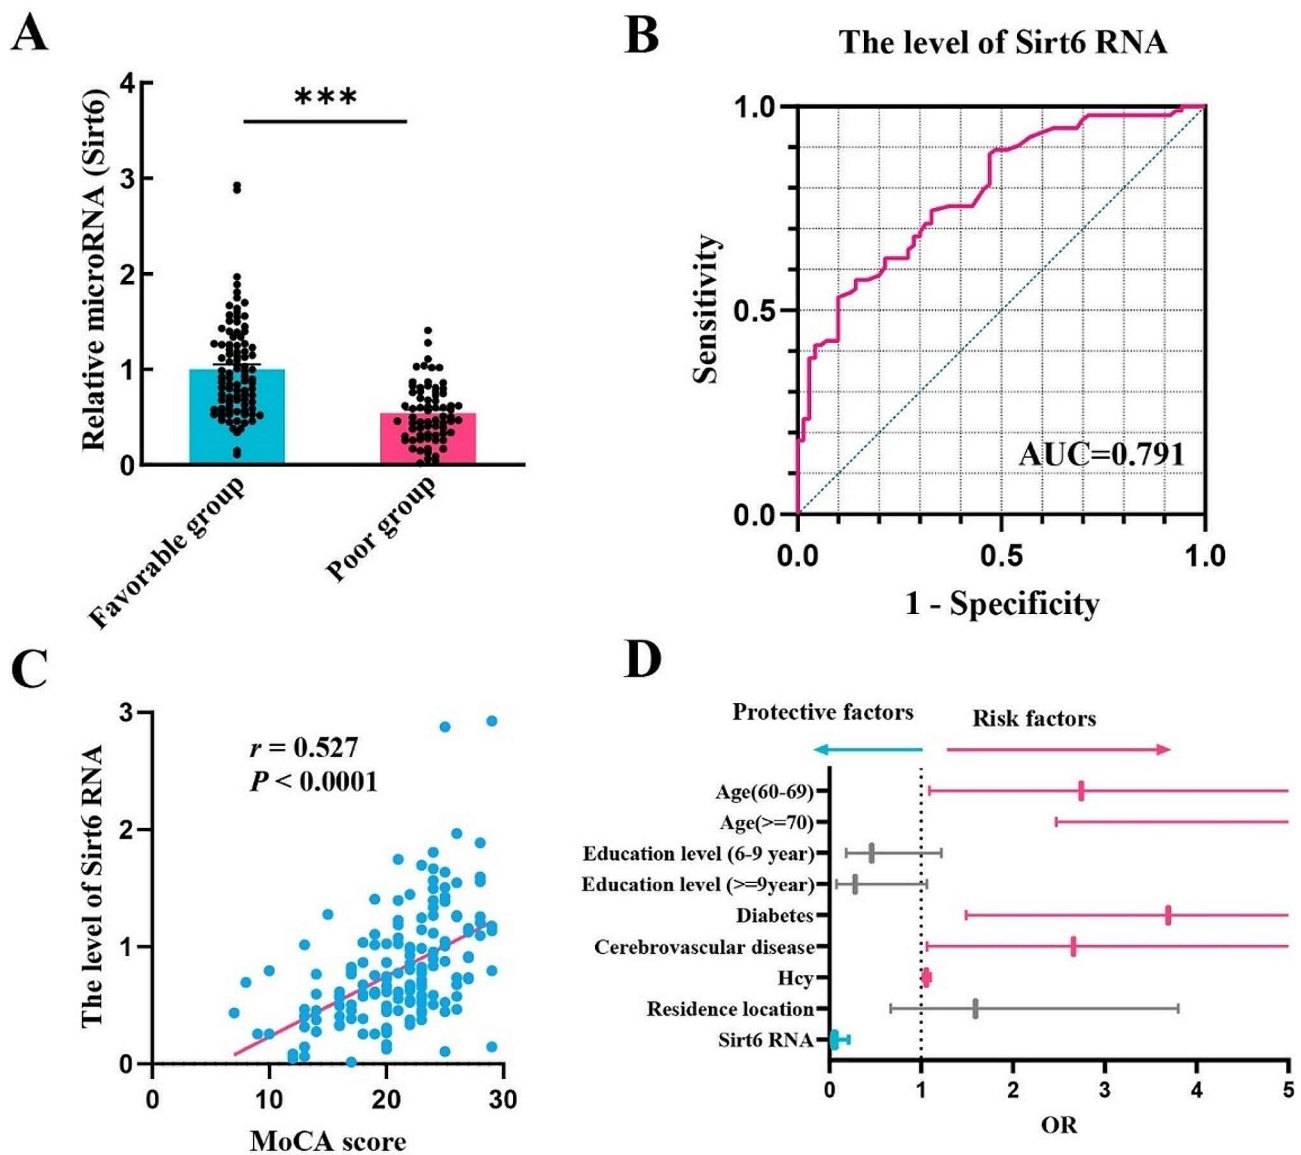 A
Relative microRNA (Sirt6)
4
3
2
1
0
***
Favorable group
Poor group
B
The level of Sirt6 RNA
Sensitivity
1.0
0.5
0.0
AUC=0.791
0.0 0.5 1.0
1 - Specificity
C
The level of Sirt6 RNA
3
2
1
0
r = 0.527
P < 0.0001
0 10 20 30
MoCA score
D
Protective factors
Risk factors
Age(60-69)
Age(>=70)
Education level (6-9 year)
Education level (>=9year)
Diabetes
Cerebrovascular disease
Hcy
Residence location
Sirt6 RNA
0 1 2 3 4 5
OR